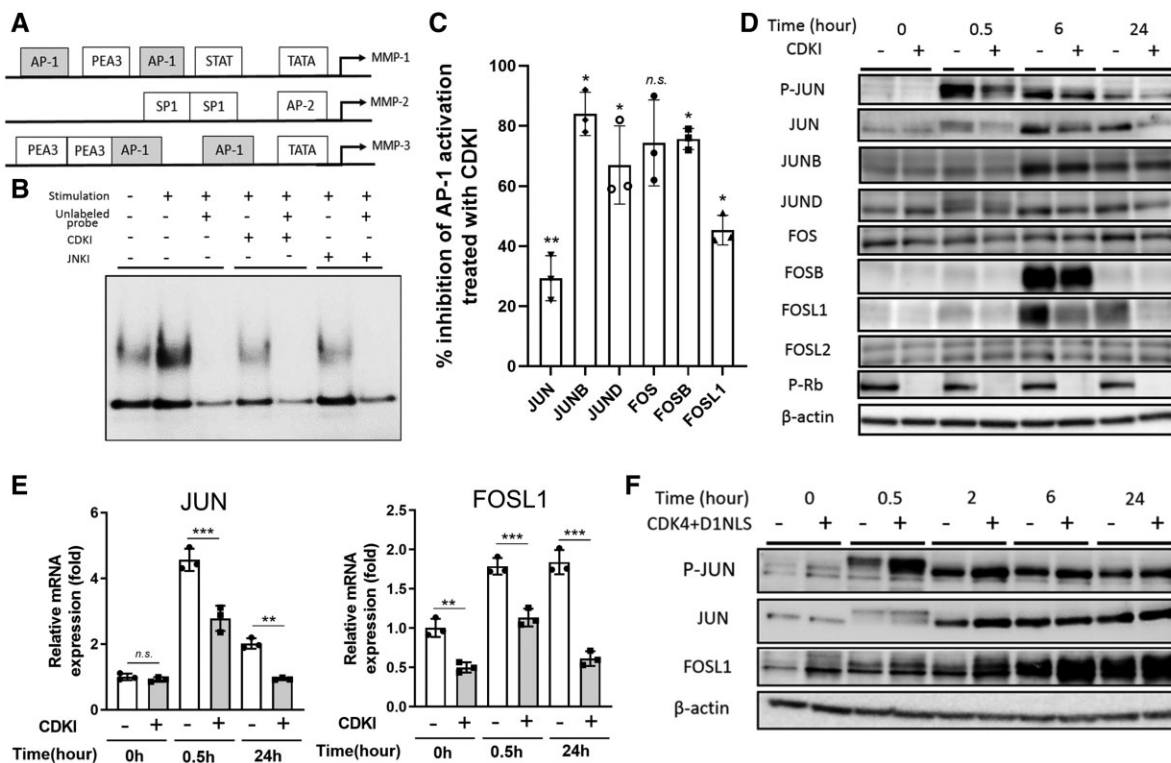 A
AP-1 PEA3 AP-1 STAT TATA MMP-1
SP1 SP1 AP-2 MMP-2
PEA3 PEA3 AP-1 AP-1 TATA MMP-3
B
Stimulation - + + + + + +
Unlabeled
probe - - + - + - +
CDKI - - - + + - -
JNKI - - - - - + +
C
% inhibition of AP-1 activation
treated with CDKI
100
80
60
40
20
0
** * * n.s. * *
JUN JUNB JUND FOS FOSB FOSL1
D
Time (hour) 0 0.5 6 24
CDKI - + - + - + - +
P-JUN
JUN
JUNB
JUND
FOS
FOSB
FOSL1
FOSL2
P-Rb
β-actin
E
JUN
Relative mRNA
expression (fold)
6
4
2
0
n.s. *** **
CDKI - + - + - +
Time(hour) 0h 0.5h 24h
FOSL1
Relative mRNA
expression (fold)
2.5
2.0
1.5
1.0
0.5
0.0
** *** ***
CDKI - + - + - +
Time(hour) 0h 0.5h 24h
F
Time (hour) 0 0.5 2 6 24
CDK4+D1NLS - + - + - + - + - +
P-JUN
JUN
FOSL1
β-actin